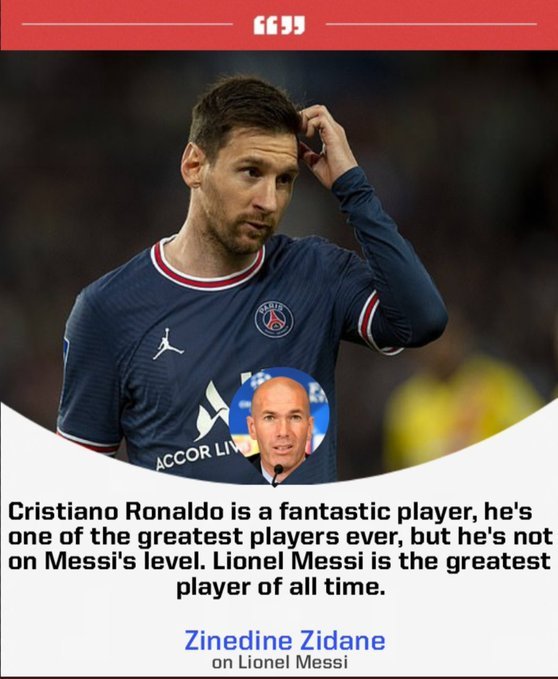 PARIS
ACCOR LIV
Cristiano Ronaldo is a fantastic player, he's
one of the greatest players ever, but he's not
on Messi's level. Lionel Messi is the greatest
player of all time.
Zinedine Zidane
on Lionel Messi